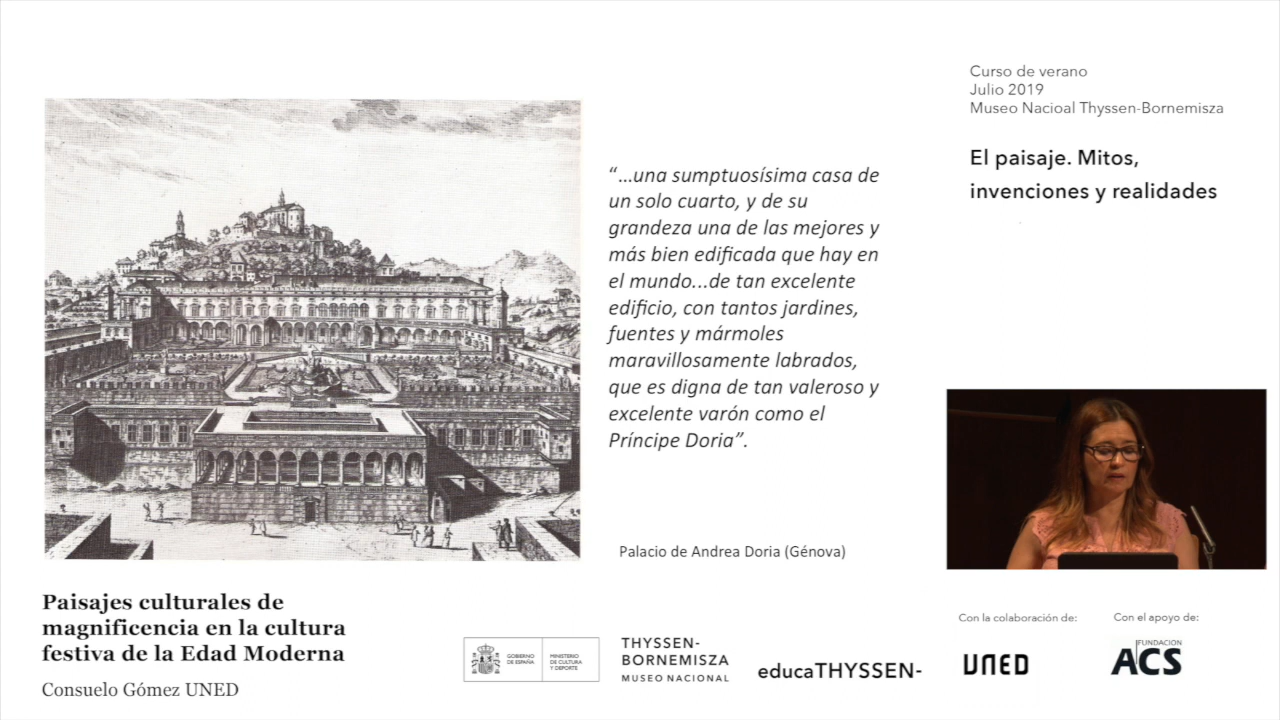 Curso de verano
Julio 2019
Museo Nacioal Thyssen-Bornemisza
El paisaje. Mitos,
invenciones y realidades
“...una sumptuosísima casa de
un solo cuarto, y de su
grandeza una de las mejores y
más bien edificada que hay en
el mundo...de tan excelente
edificio, con tantos jardines,
fuentes y mármoles
maravillosamente labrados,
que es digna de tan valeroso y
excelente varón como el
Príncipe Doria”.
Palacio de Andrea Doria (Génova)
Paisajes culturales de
magnificencia en la cultura
festiva de la Edad Moderna
Consuelo Gómez UNED
GOBIERNO
DE ESPAÑA
MINISTERIO
DE CULTURA
Y DEPORTE
THYSSEN-
BORNEMISZA
MUSEO NACIONAL
educaTHYSSEN-
Con la colaboración de:
UNED
Con el apoyo de:
FUNDACION
ACS